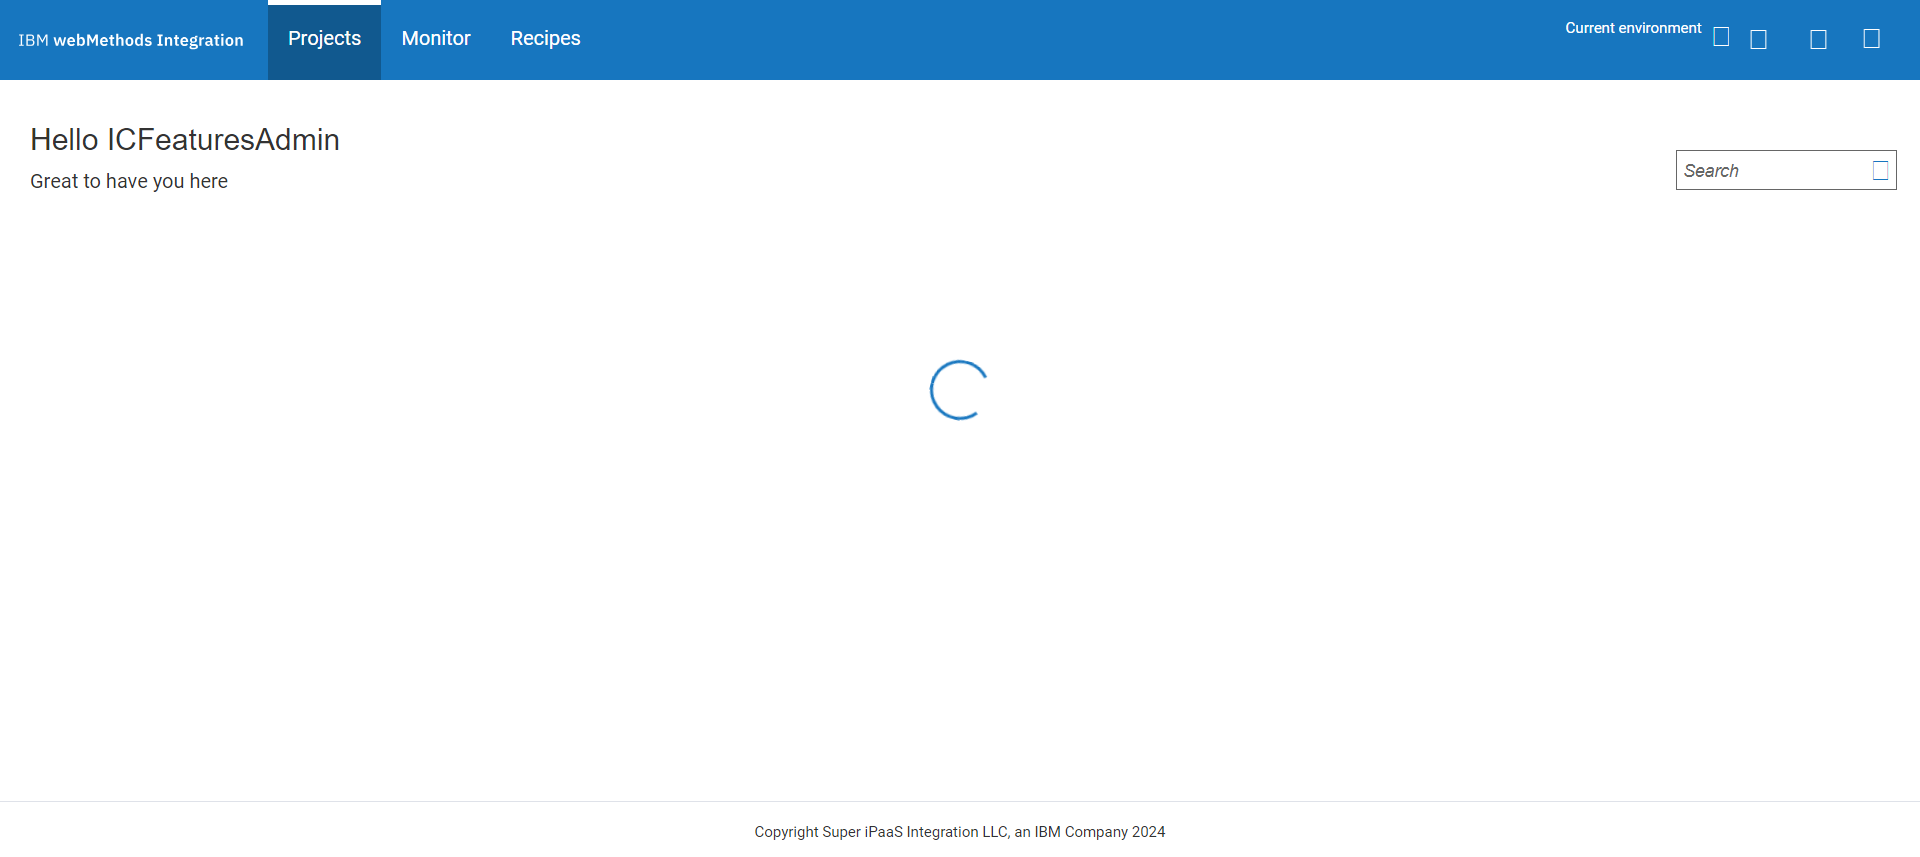 IBM webMethods Integration
Projects
Monitor
Recipes
Current environment
Hello ICFeaturesAdmin
Great to have you here
Search
Copyright Super iPaaS Integration LLC, an IBM Company 2024